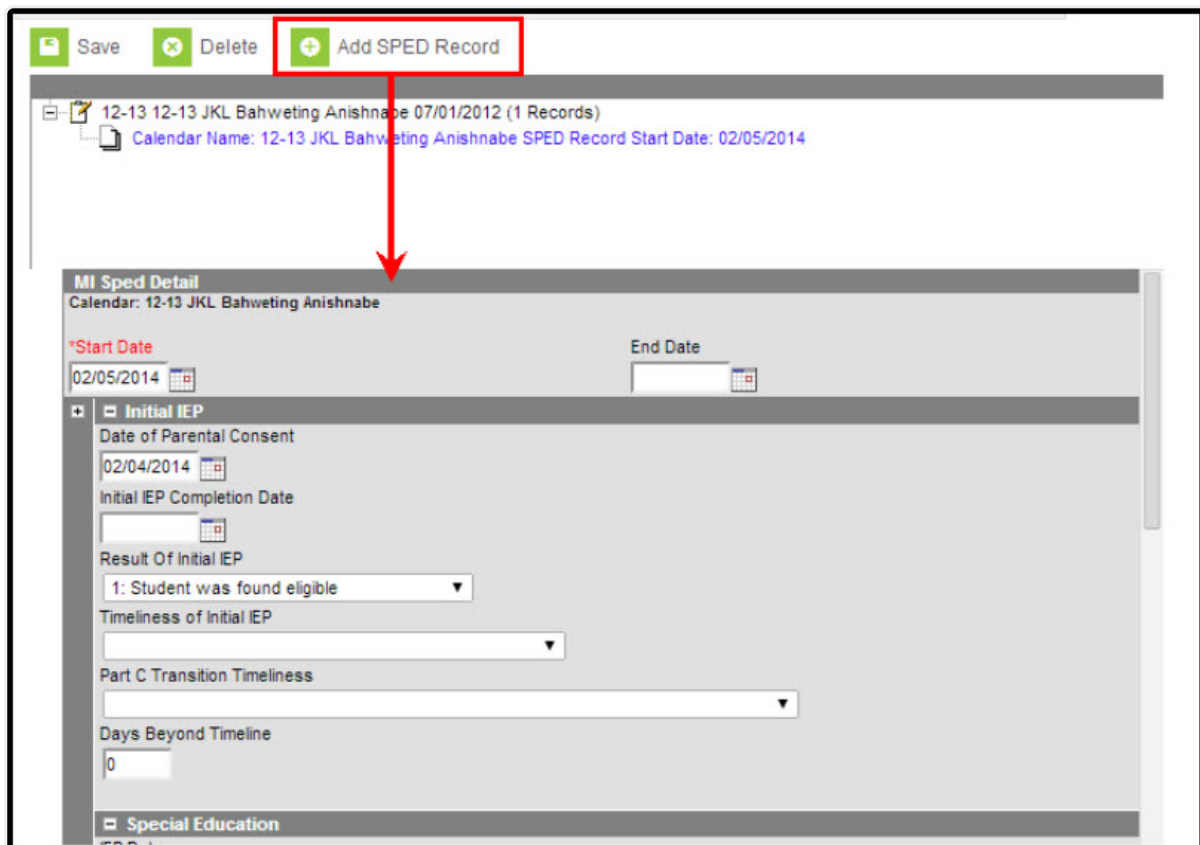 Save Delete Add SPED Record
12-13 12-13 JKL Bahweting Anishnabe 07/01/2012 (1 Records)
Calendar Name: 12-13 JKL Bahweting Anishnabe SPED Record Start Date: 02/05/2014
MI Sped Detail
Calendar: 12-13 JKL Bahweting Anishnabe
*Start Date End Date
02/05/2014
Initial IEP
Date of Parental Consent
02/04/2014
Initial IEP Completion Date
Result Of Initial IEP
1: Student was found eligible
Timeliness of Initial IEP
Part C Transition Timeliness
Days Beyond Timeline
0
Special Education